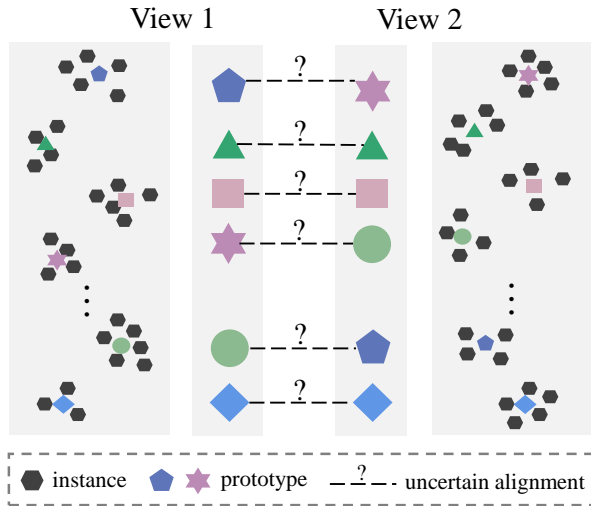 View 1
View 2
?
?
?
?
?
?
instance
prototype
? uncertain alignment